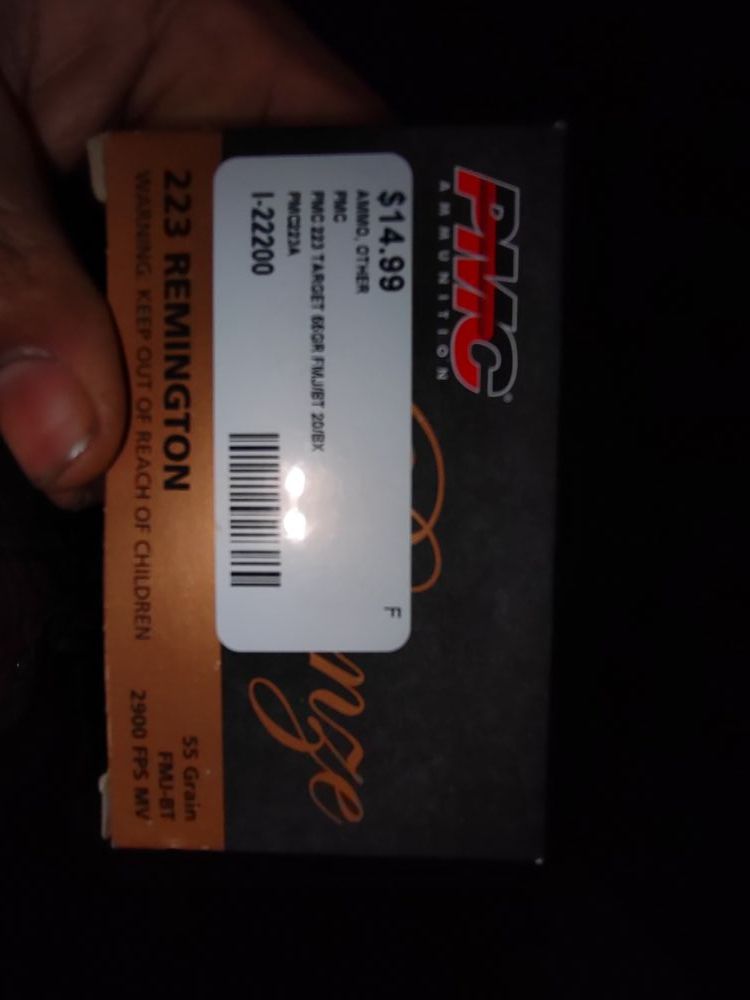 PMC®
AMMUNITION
$14.99
AMMO, OTHER
PMC
PMC 223 TARGET 55GR FMJ/BT 20/BX
PMC223A
I-22200
F
nze
223 REMINGTON
WARNING: KEEP OUT OF REACH OF CHILDREN
55 Grain
FMJ-BT
2900 FPS MV